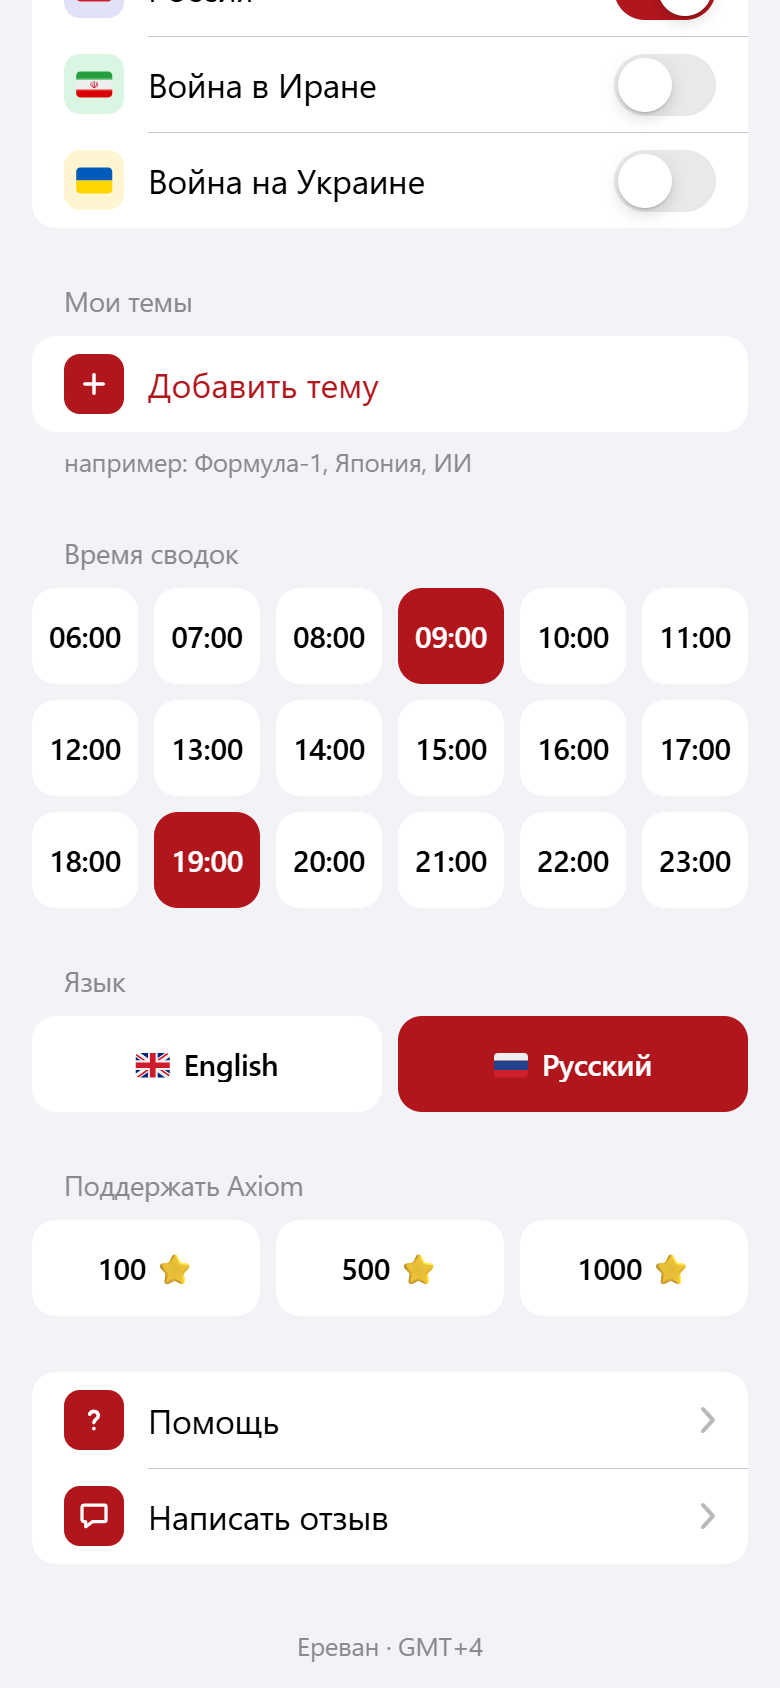 Россия
Война в Иране
Война на Украине
Мои темы
Добавить тему
например: Формула-1, Япония, ИИ
Время сводок
06:00 07:00 08:00 09:00 10:00 11:00
12:00 13:00 14:00 15:00 16:00 17:00
18:00 19:00 20:00 21:00 22:00 23:00
Язык
English Русский
Поддержать Axiom
100 500 1000
?
Помощь
Написать отзыв
Ереван · GMT+4